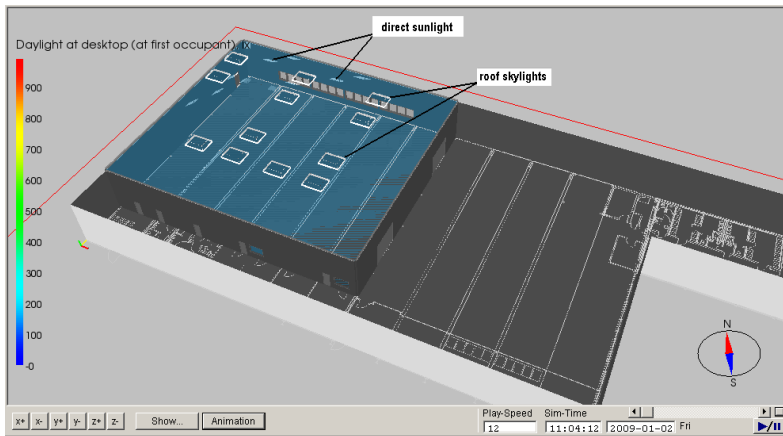 direct sunlight
Daylight at desktop (at first occupant), lx
roof skylights
900
800
700
600
500
400
300
200
100
-0
N
S
x+ x- y+ y- z+ z- Show... Animation
Play-Speed Sim-Time
12 11:04:12 2009-01-02 Fri